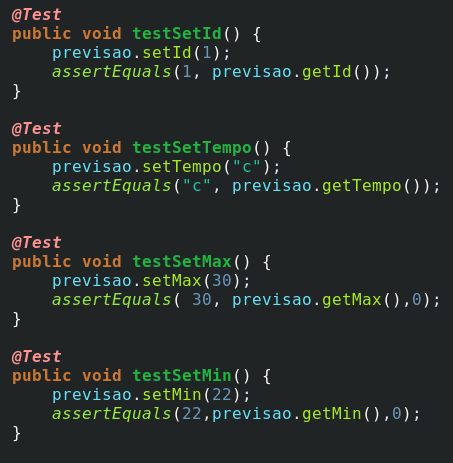 @Test
public void testSetId() {
    previsao.setId(1);
    assertEquals(1, previsao.getId());
}

@Test
public void testSetTempo() {
    previsao.setTempo("c");
    assertEquals("c", previsao.getTempo());
}

@Test
public void testSetMax() {
    previsao.setMax(30);
    assertEquals( 30, previsao.getMax(),0);
}

@Test
public void testSetMin() {
    previsao.setMin(22);
    assertEquals(22,previsao.getMin(),0);
}